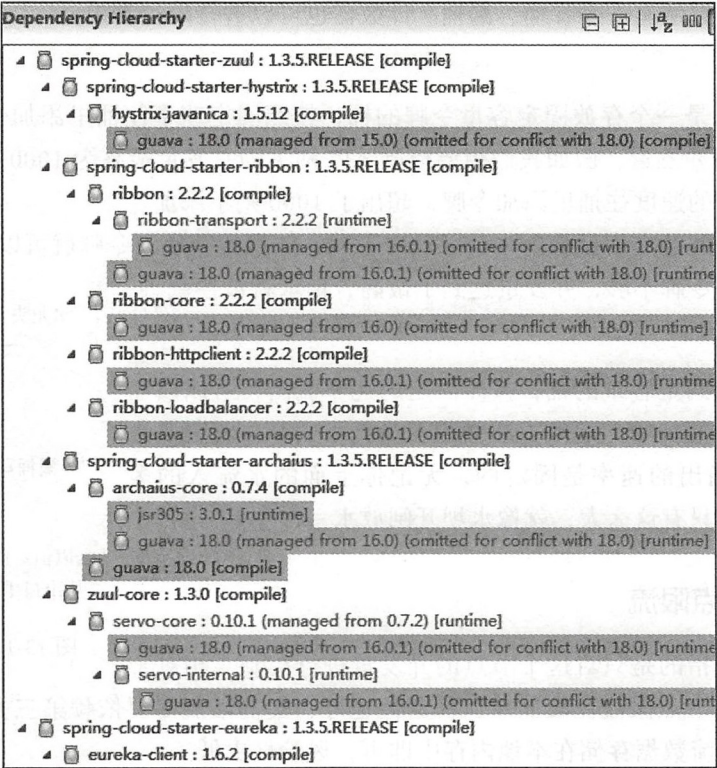 Dependency Hierarchy
spring-cloud-starter-zuul : 1.3.5.RELEASE [compile]
spring-cloud-starter-hystrix : 1.3.5.RELEASE [compile]
hystrix-javanica : 1.5.12 [compile]
guava : 18.0 (managed from 15.0) (omitted for conflict with 18.0) [compile]
spring-cloud-starter-ribbon : 1.3.5.RELEASE [compile]
ribbon : 2.2.2 [compile]
ribbon-transport : 2.2.2 [runtime]
guava : 18.0 (managed from 16.0.1) (omitted for conflict with 18.0) [runt
guava : 18.0 (managed from 16.0.1) (omitted for conflict with 18.0) [runtime
ribbon-core : 2.2.2 [compile]
guava : 18.0 (managed from 16.0) (omitted for conflict with 18.0) [runtime]
ribbon-httpclient : 2.2.2 [compile]
guava : 18.0 (managed from 16.0.1) (omitted for conflict with 18.0) [runtime
ribbon-loadbalancer : 2.2.2 [compile]
guava : 18.0 (managed from 16.0.1) (omitted for conflict with 18.0) [runtime
spring-cloud-starter-archaius : 1.3.5.RELEASE [compile]
archaius-core : 0.7.4 [compile]
jsr305 : 3.0.1 [runtime]
guava : 18.0 (managed from 16.0) (omitted for conflict with 18.0) [runtime]
guava : 18.0 [compile]
zuul-core : 1.3.0 [compile]
servo-core : 0.10.1 (managed from 0.7.2) [runtime]
guava : 18.0 (managed from 16.0.1) (omitted for conflict with 18.0) [runtime
servo-internal : 0.10.1 [runtime]
guava : 18.0 (managed from 16.0.1) (omitted for conflict with 18.0) [runt
spring-cloud-starter-eureka : 1.3.5.RELEASE [compile]
eureka-client : 1.6.2 [compile]